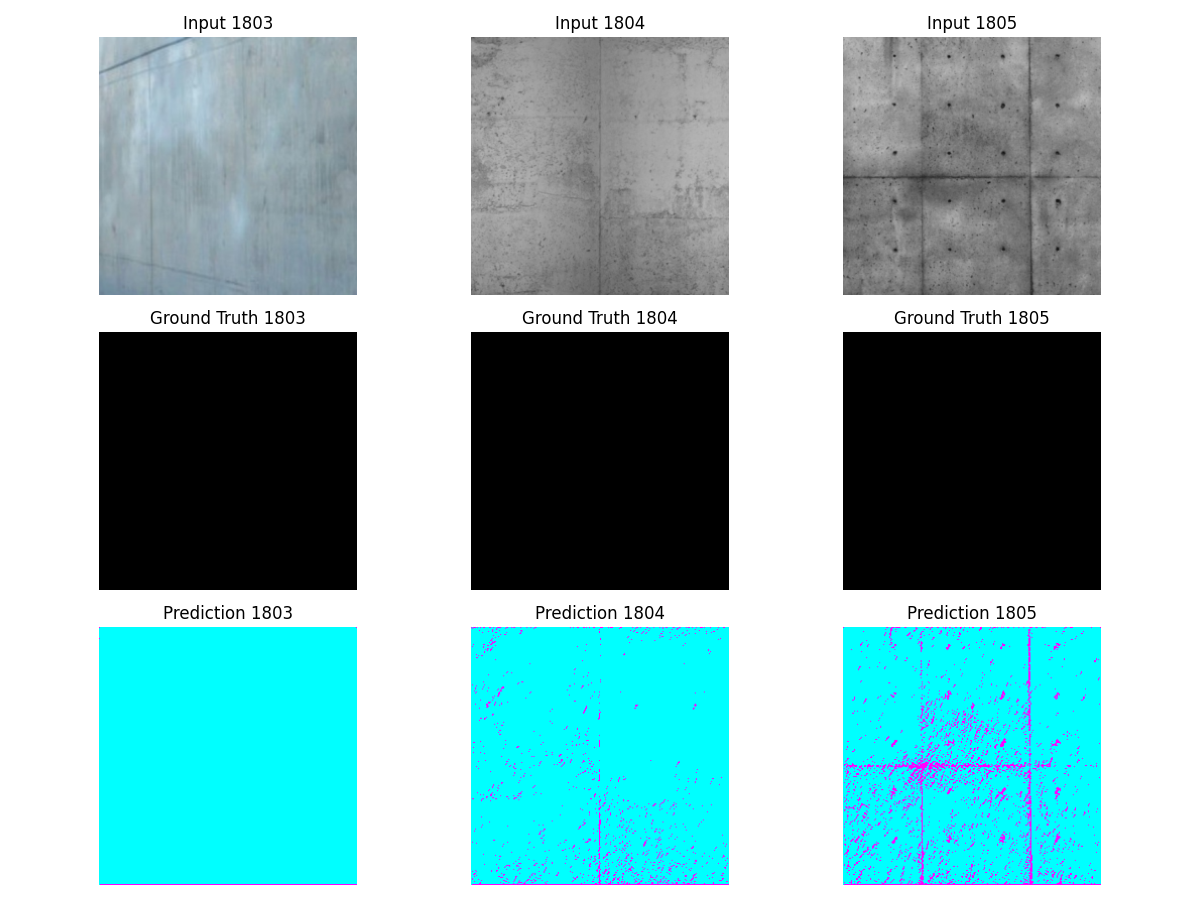 Input 1803
Input 1804
Input 1805
Ground Truth 1803
Ground Truth 1804
Ground Truth 1805
Prediction 1803
Prediction 1804
Prediction 1805